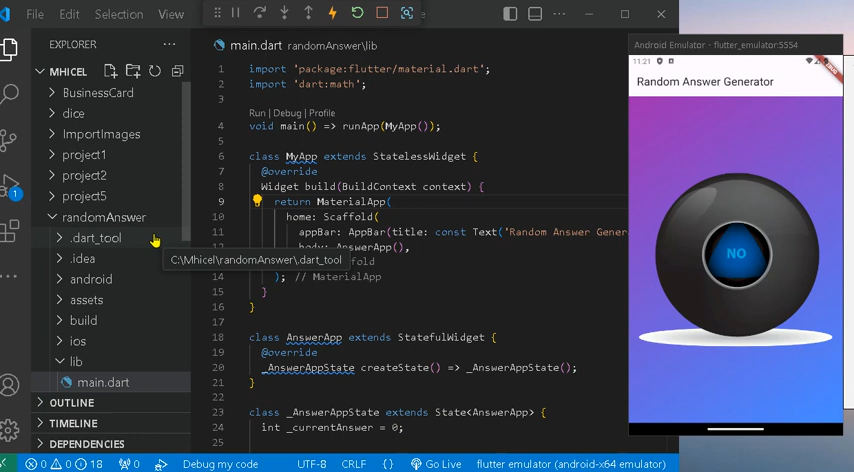 File Edit Selection View
EXPLORER
main.dart randomAnswer\lib
MHICEL
BusinessCard
dice
ImportImages
project1
project2
project5
randomAnswer
.dart_tool
.idea
android
assets
build
ios
lib
main.dart
OUTLINE
TIMELINE
DEPENDENCIES
C:\Mhicel\randomAnswer\.dart_tool
1 import 'package:flutter/material.dart';
2 import 'dart:math';
3
Run | Debug | Profile
4 void main() => runApp(MyApp());
5
6 class MyApp extends StatelessWidget {
7 @override
8 Widget build(BuildContext context) {
9 return MaterialApp(
10 home: Scaffold(
11 appBar: AppBar(title: const Text('Random Answer Gener
12 body: AnswerApp(),
fold
14 ); // MaterialApp
15 }
16 }
17
18 class AnswerApp extends StatefulWidget {
19 @override
20 _AnswerAppState createState() => _AnswerAppState();
21 }
22
23 class _AnswerAppState extends State<AnswerApp> {
24 int _currentAnswer = 0;
25
Android Emulator - flutter_emulator:5554
11:21
Random Answer Generator
NO
1
0 0 18 0 Debug my code UTF-8 CRLF {} Go Live flutter emulator (android-x64 emulator)